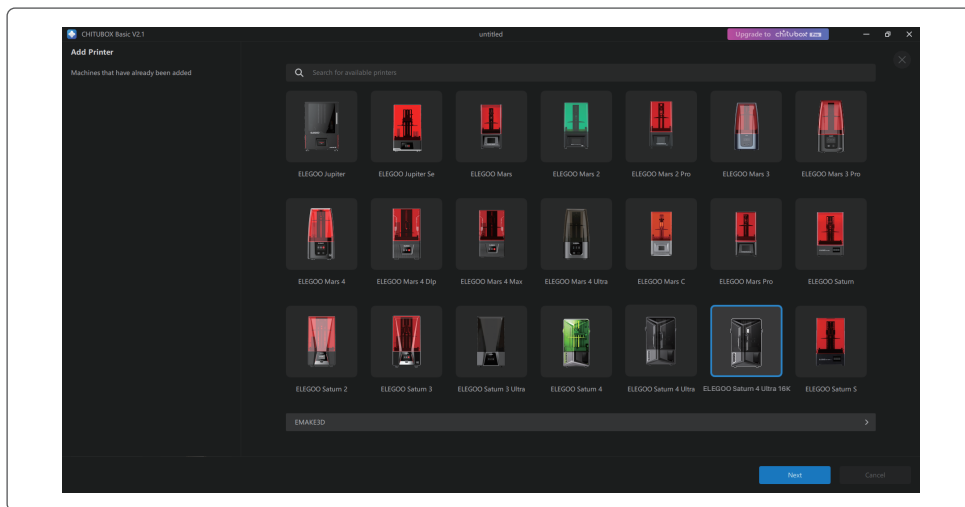 CHITUBOX Basic V2.1
untitled
Upgrade to chitubox PRO
Add Printer
Machines that have already been added
Search for available printers
ELEGOO Jupiter
ELEGOO Jupiter Se
ELEGOO Mars
ELEGOO Mars 2
ELEGOO Mars 2 Pro
ELEGOO Mars 3
ELEGOO Mars 3 Pro
ELEGOO Mars 4
ELEGOO Mars 4 Dlp
ELEGOO Mars 4 Max
ELEGOO Mars 4 Ultra
ELEGOO Mars C
ELEGOO Mars Pro
ELEGOO Saturn
ELEGOO Saturn 2
ELEGOO Saturn 3
ELEGOO Saturn 3 Ultra
ELEGOO Saturn 4
ELEGOO Saturn 4 Ultra
ELEGOO Saturn 4 Ultra 16K
ELEGOO Saturn S
EMAKE3D
Next
Cancel